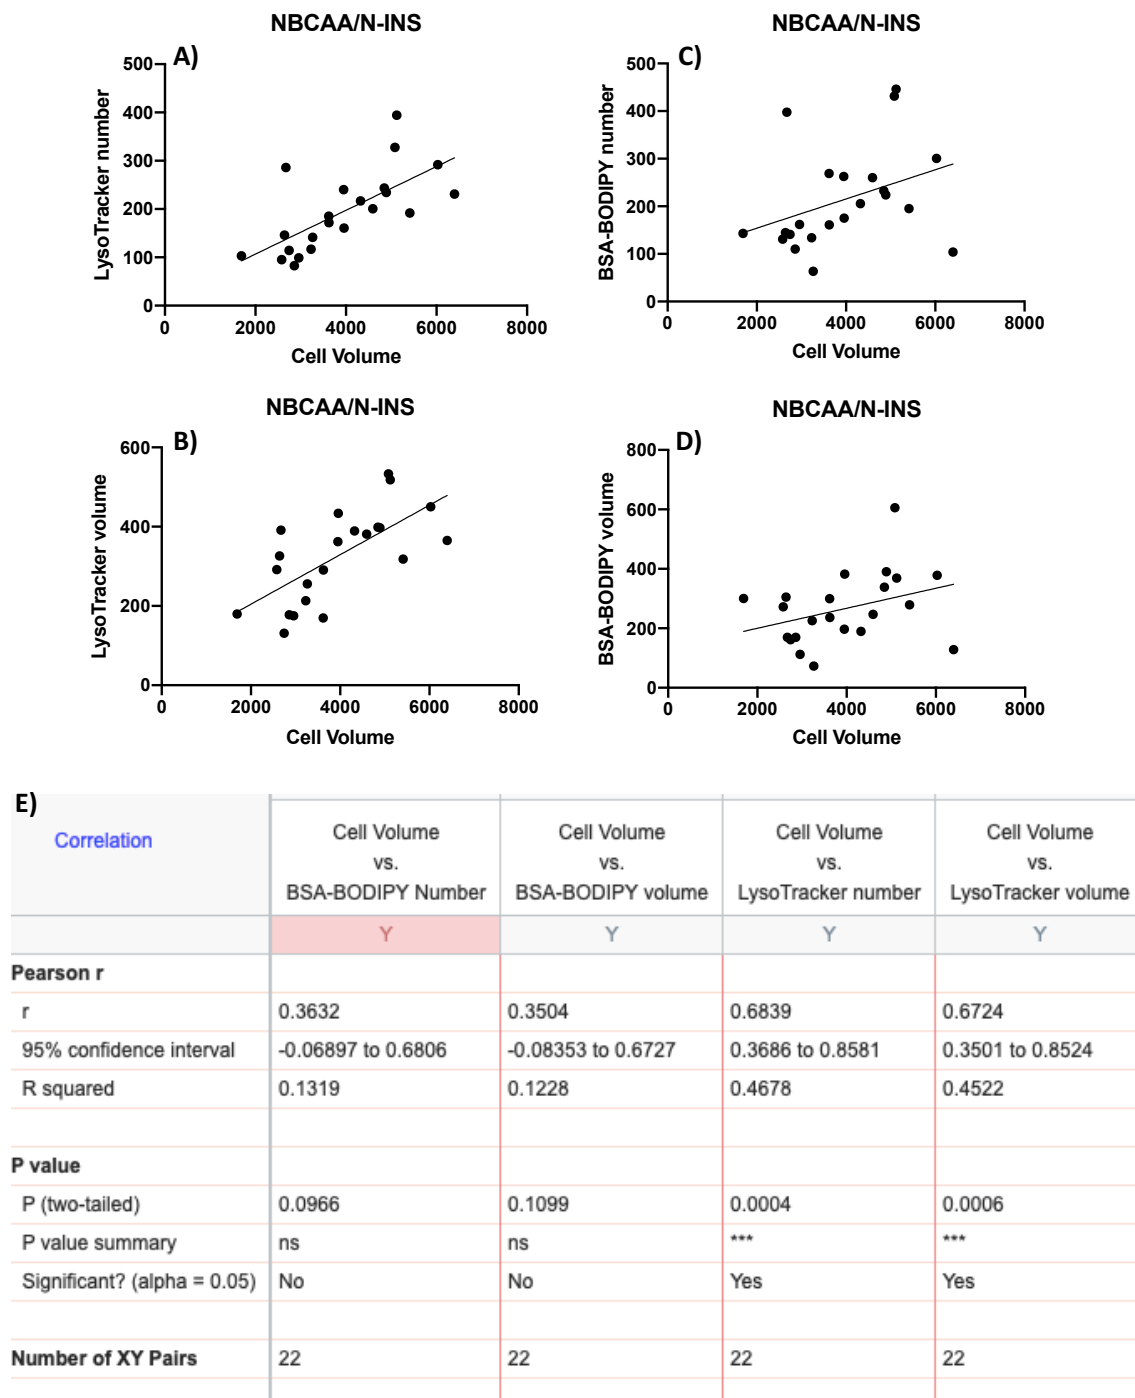 NBCAA/N-INS
A)
LysoTracker number
500
400
300
200
100
0
0 2000 4000 6000 8000
Cell Volume
NBCAA/N-INS
C)
BSA-BODIPY number
500
400
300
200
100
0
0 2000 4000 6000 8000
Cell Volume
NBCAA/N-INS
B)
LysoTracker volume
600
400
200
0
0 2000 4000 6000 8000
Cell Volume
NBCAA/N-INS
D)
BSA-BODIPY volume
800
600
400
200
0
0 2000 4000 6000 8000
Cell Volume
E)
Correlation
Cell Volume
vs.
BSA-BODIPY Number
Cell Volume
vs.
BSA-BODIPY volume
Cell Volume
vs.
LysoTracker number
Cell Volume
vs.
LysoTracker volume
Y Y Y Y
Pearson r
r 0.3632 0.3504 0.6839 0.6724
95% confidence interval -0.06897 to 0.6806 -0.08353 to 0.6727 0.3686 to 0.8581 0.3501 to 0.8524
R squared 0.1319 0.1228 0.4678 0.4522
P value
P (two-tailed) 0.0966 0.1099 0.0004 0.0006
P value summary ns ns *** ***
Significant? (alpha = 0.05) No No Yes Yes
Number of XY Pairs 22 22 22 22